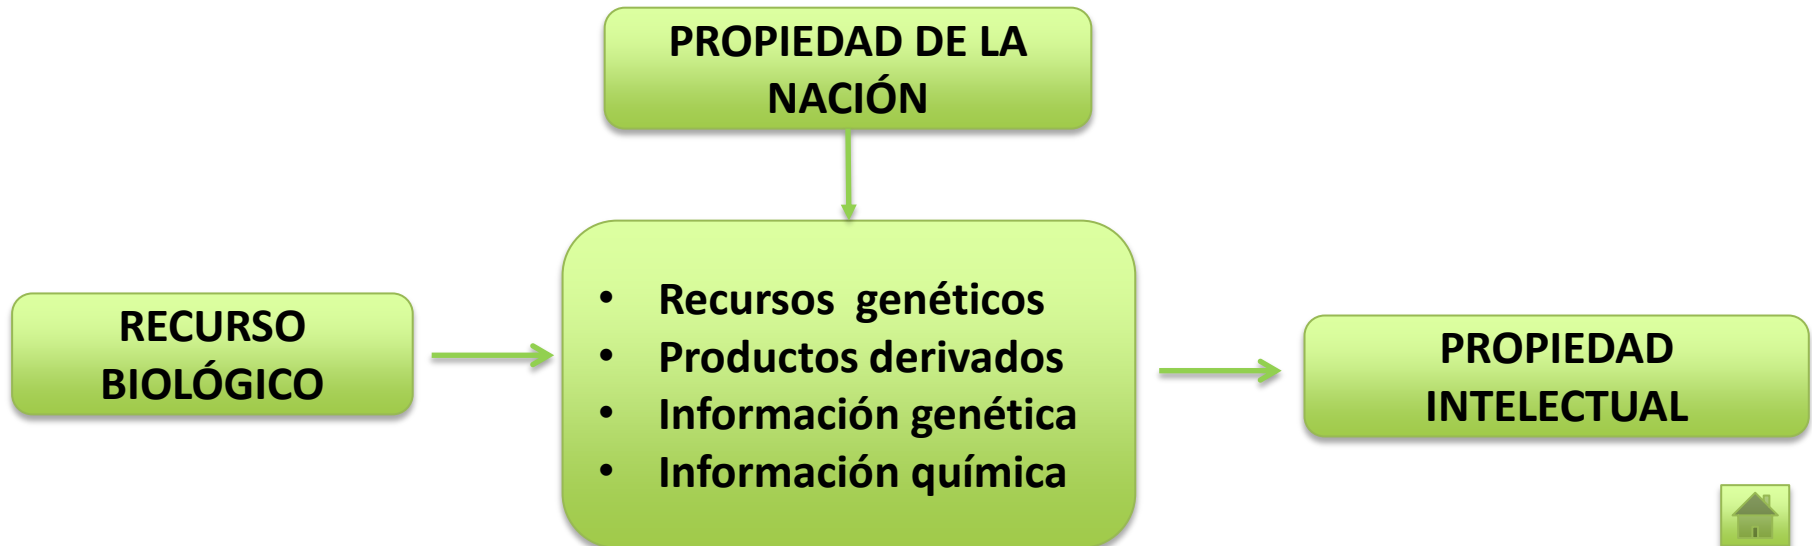 PROPIEDAD DE LA
NACIÓN
RECURSO
BIOLÓGICO
• Recursos genéticos
• Productos derivados
• Información genética
• Información química
PROPIEDAD
INTELECTUAL